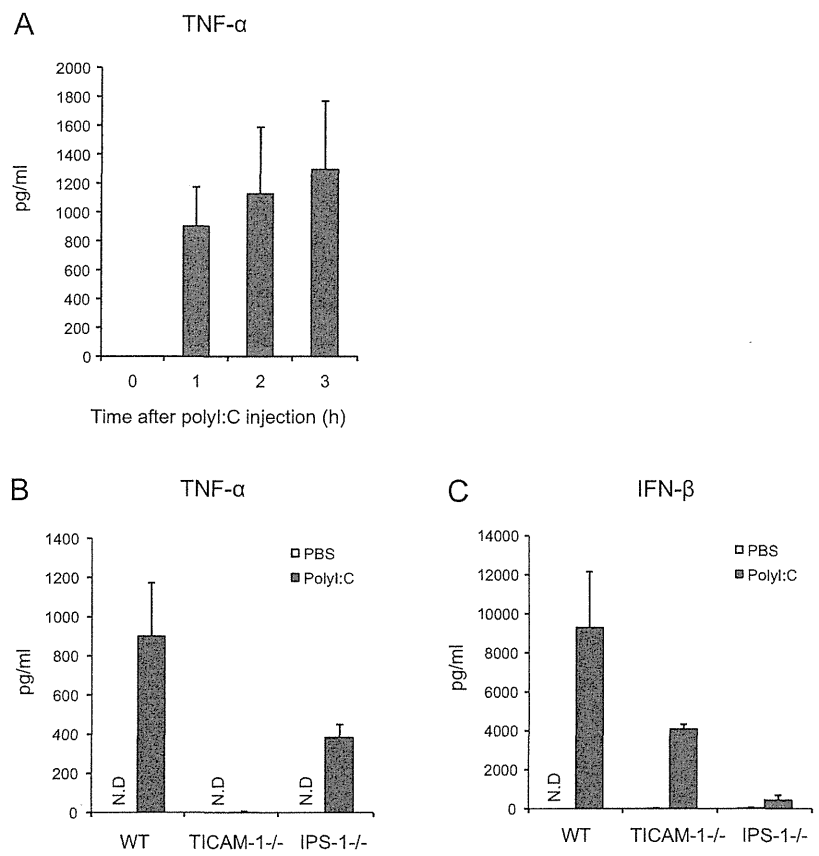 A
TNF-α
2000
1800
1600
1400
1200
1000
800
600
400
200
0
pg/ml
0 1 2 3
Time after polyI:C injection (h)
B
TNF-α
1400
1200
1000
800
600
400
200
0
pg/ml
PBS
PolyI:C
N.D
N.D
N.D
WT TICAM-1-/- IPS-1-/-
C
IFN-β
14000
12000
10000
8000
6000
4000
2000
0
pg/ml
PBS
PolyI:C
N.D
WT TICAM-1-/- IPS-1-/-